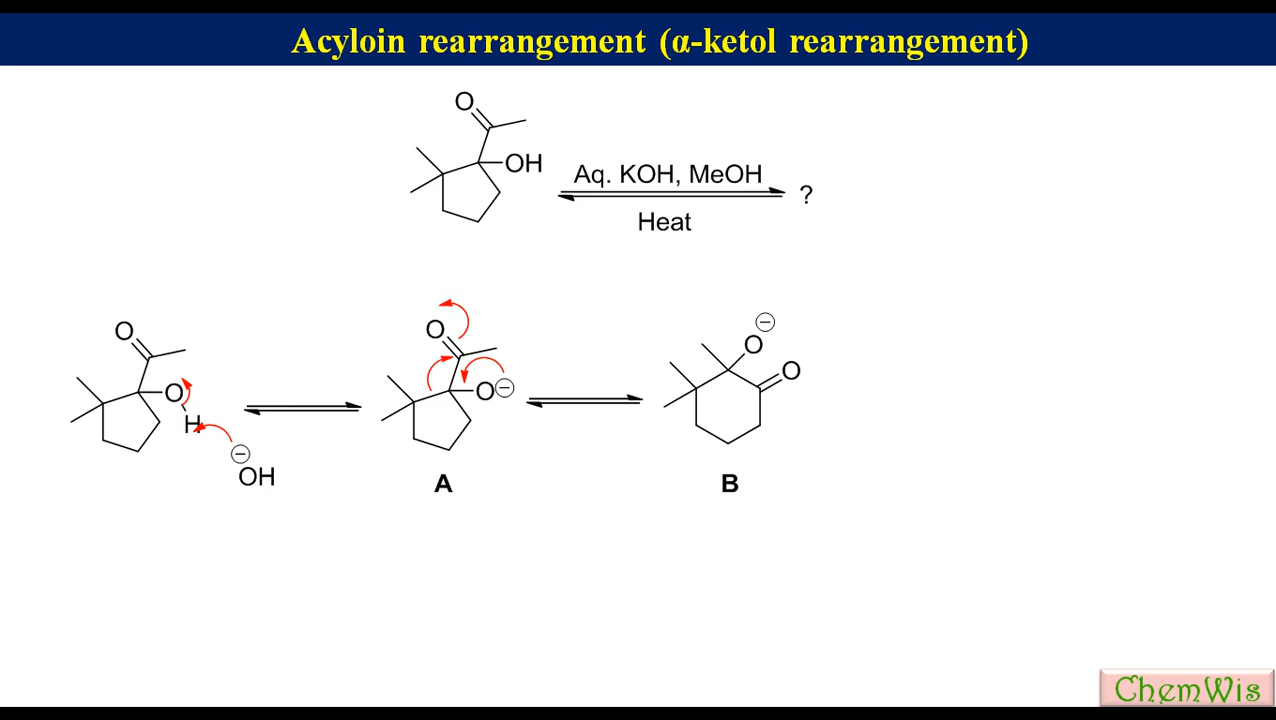 Acyloin rearrangement (α-ketol rearrangement)
O
OH
Aq. KOH, MeOH
Heat
?
O
O
H
⊖
OH
O
O⊖
A
⊖
O
O
B
ChemWis